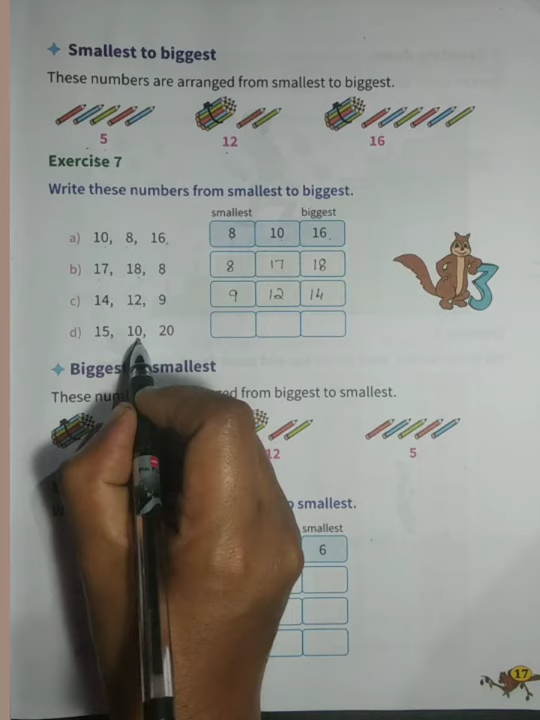 Smallest to biggest
These numbers are arranged from smallest to biggest.
5 12 16
Exercise 7
Write these numbers from smallest to biggest.
smallest biggest
a) 10, 8, 16 8 10 16
b) 17, 18, 8 8 17 18
c) 14, 12, 9 9 12 14
d) 15, 10, 20
3
smallest
These from biggest to smallest.
12 5
smallest.
smallest
6
17